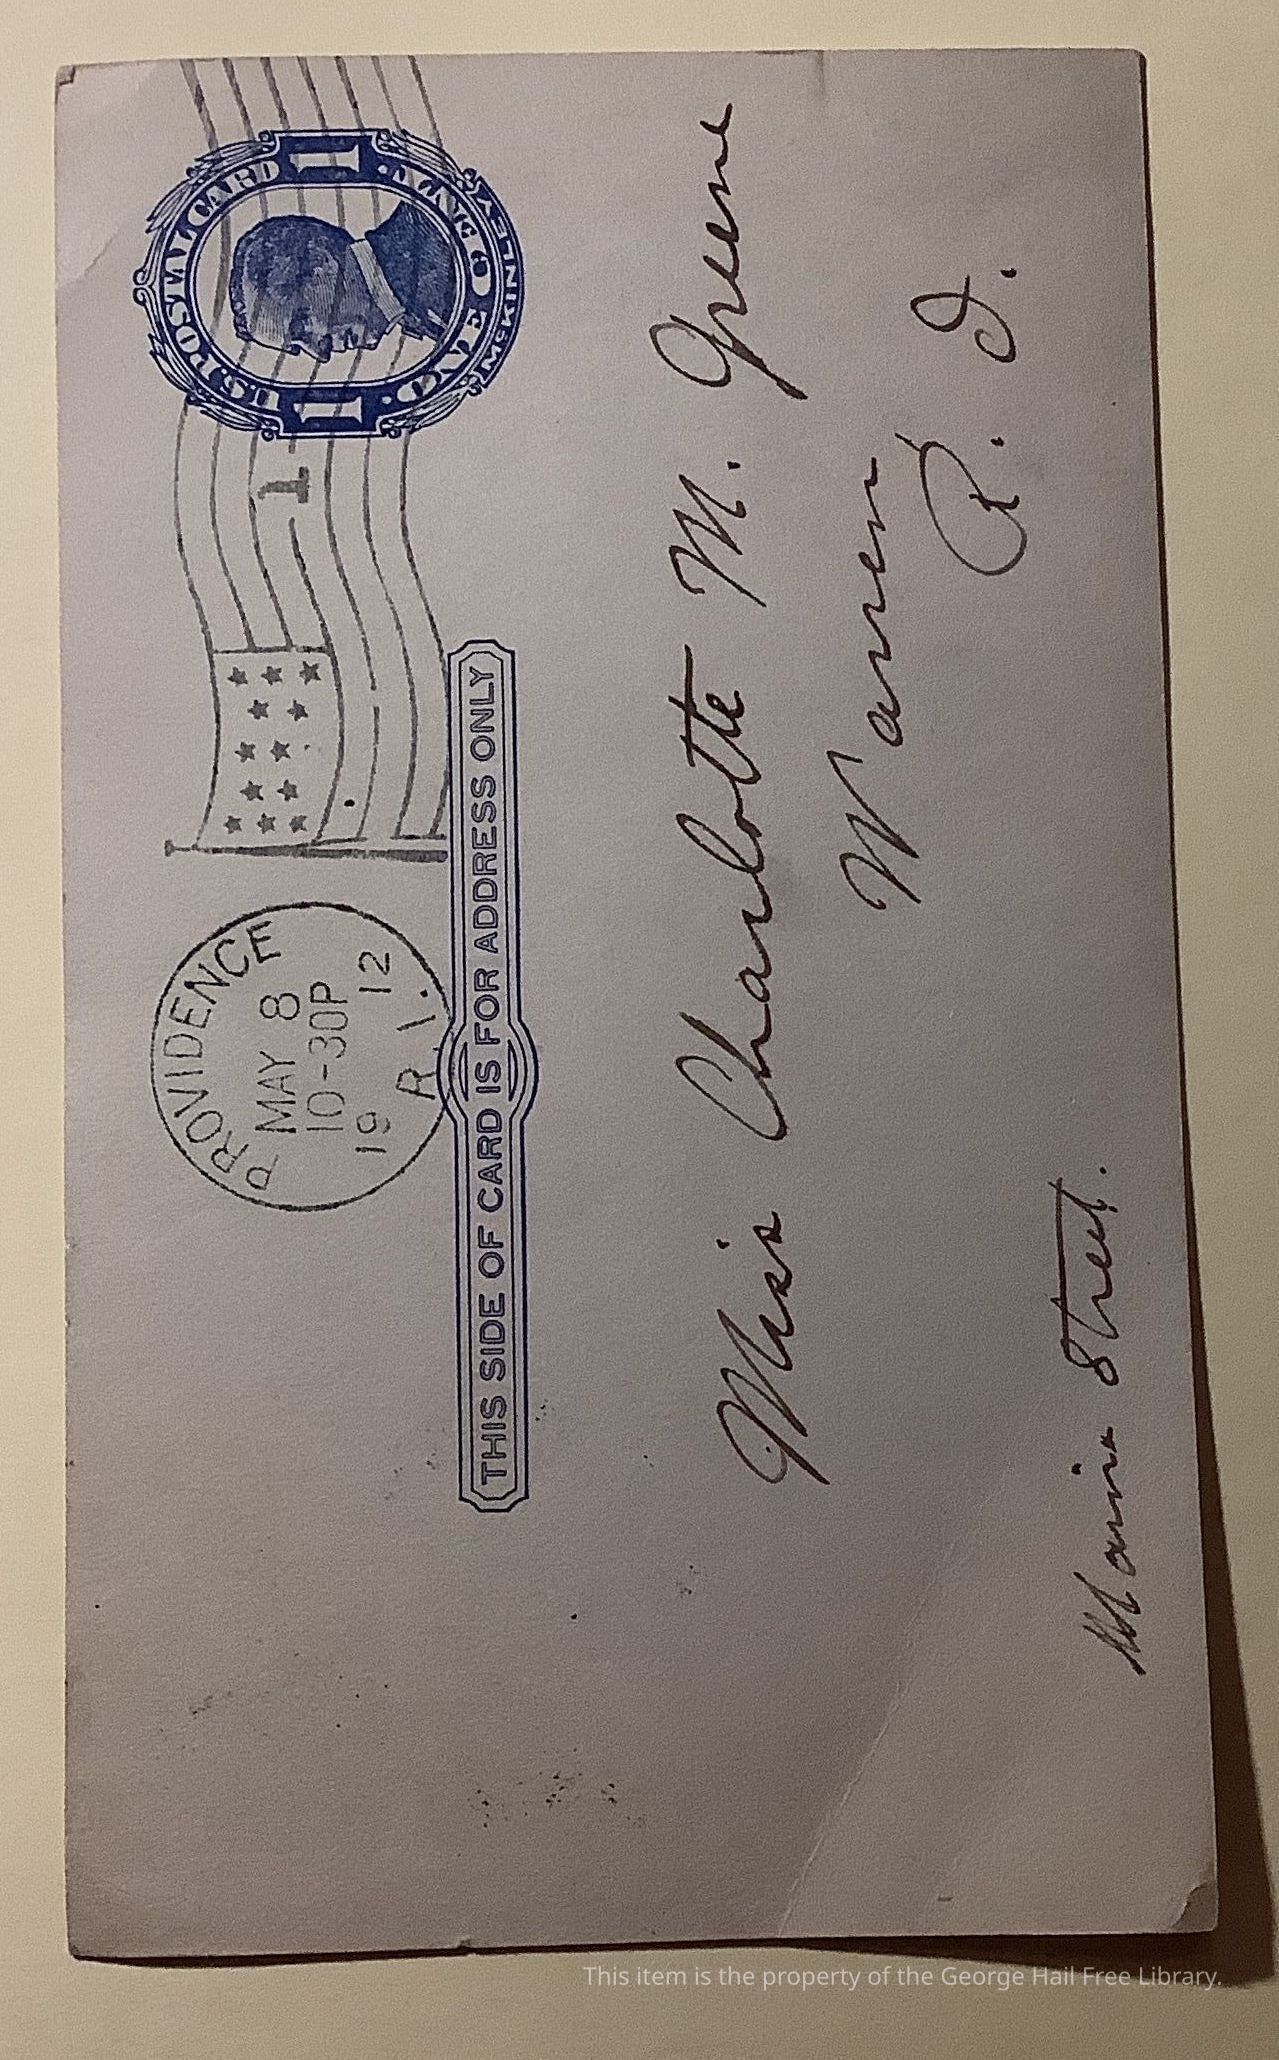 PROVIDENCE
MAY 8
10-30P
19 12
R. I.
1
U.S. POSTAL CARD
1 1
ONE CENT
McKINLEY
THIS SIDE OF CARD IS FOR ADDRESS ONLY
Miss Charlotte M. Greene
Warren,
R. I.
Main Street.
This item is the property of the George Hail Free Library.